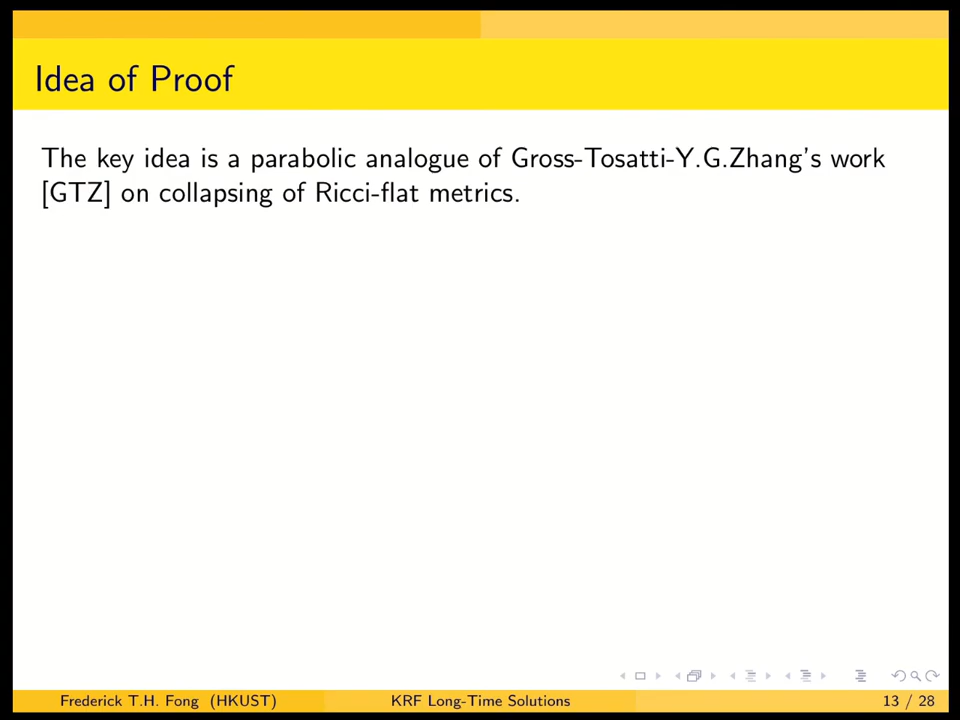 Idea of Proof
The key idea is a parabolic analogue of Gross-Tosatti-Y.G.Zhang's work
[GTZ] on collapsing of Ricci-flat metrics.
Frederick T.H. Fong (HKUST) KRF Long-Time Solutions 13 / 28